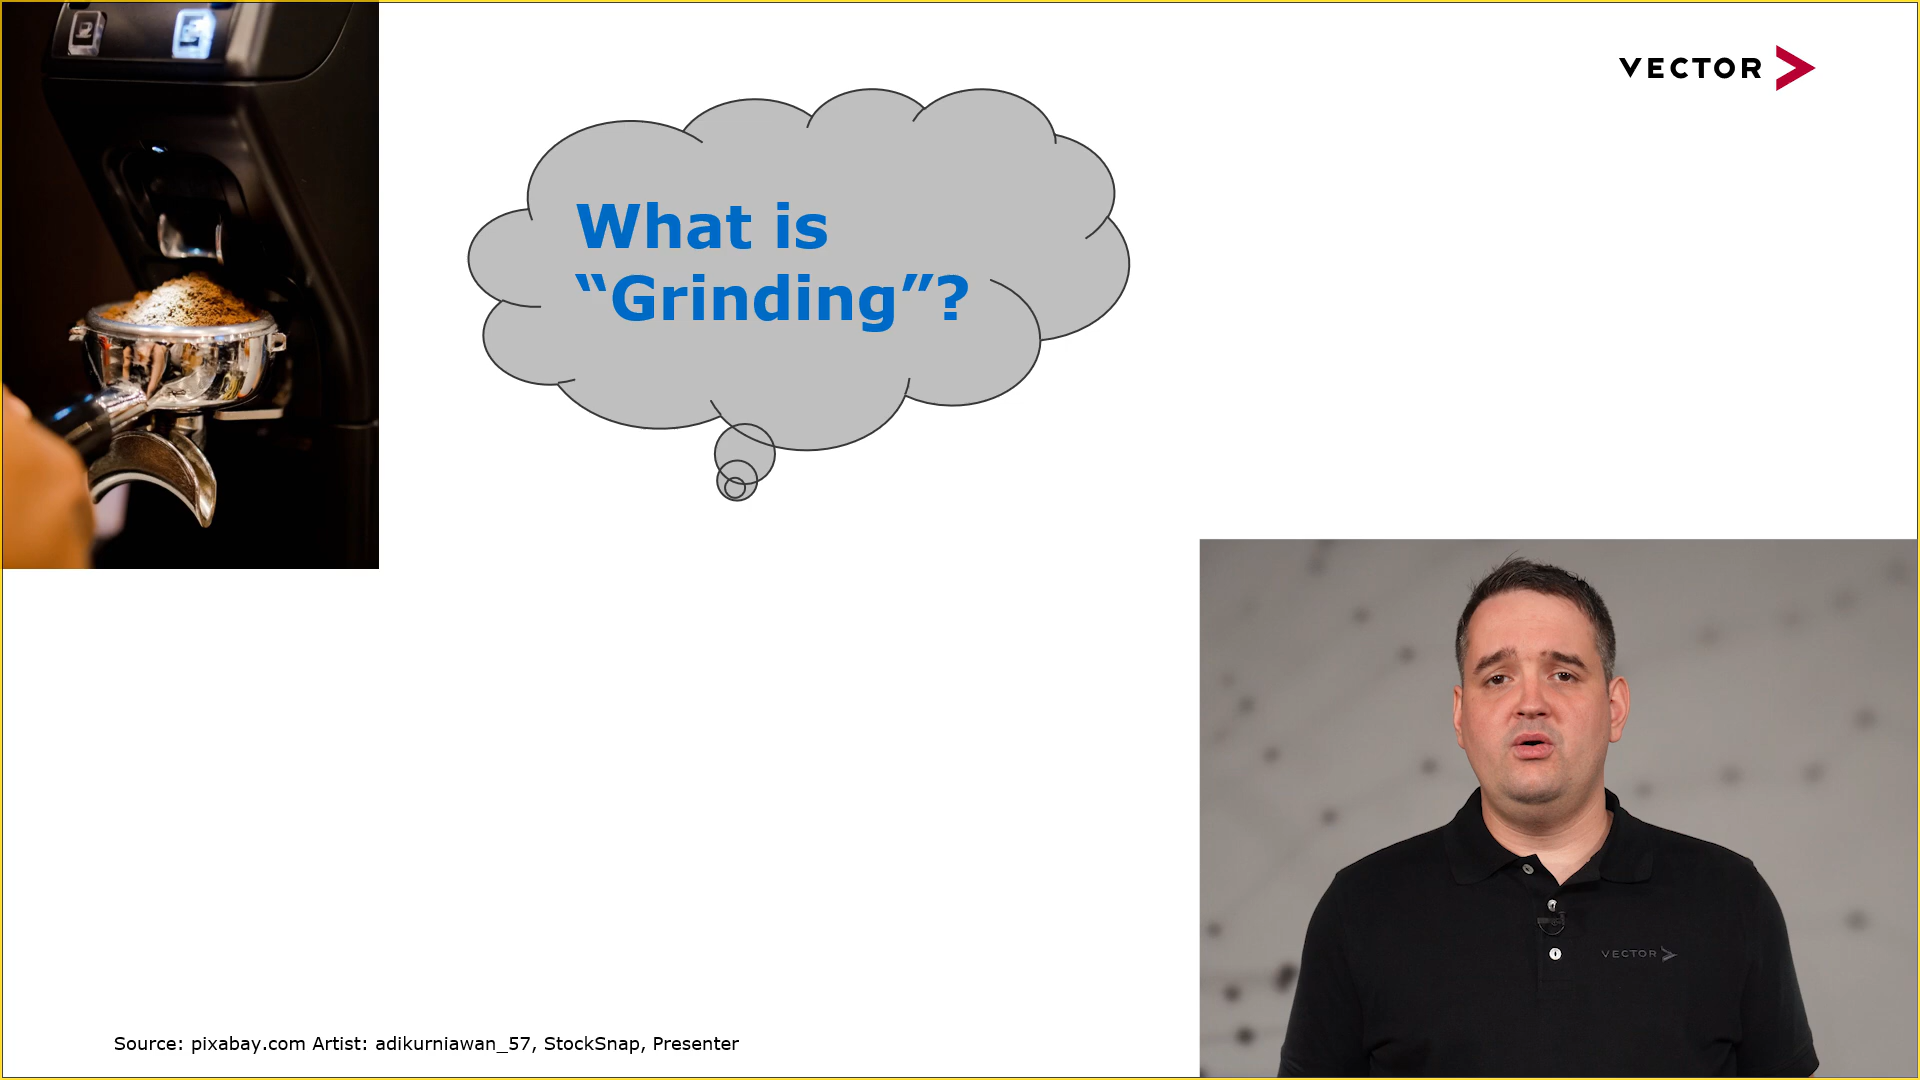 VECTOR
What is
“Grinding”?
VECTOR
Source: pixabay.com Artist: adikurniawan_57, StockSnap, Presenter